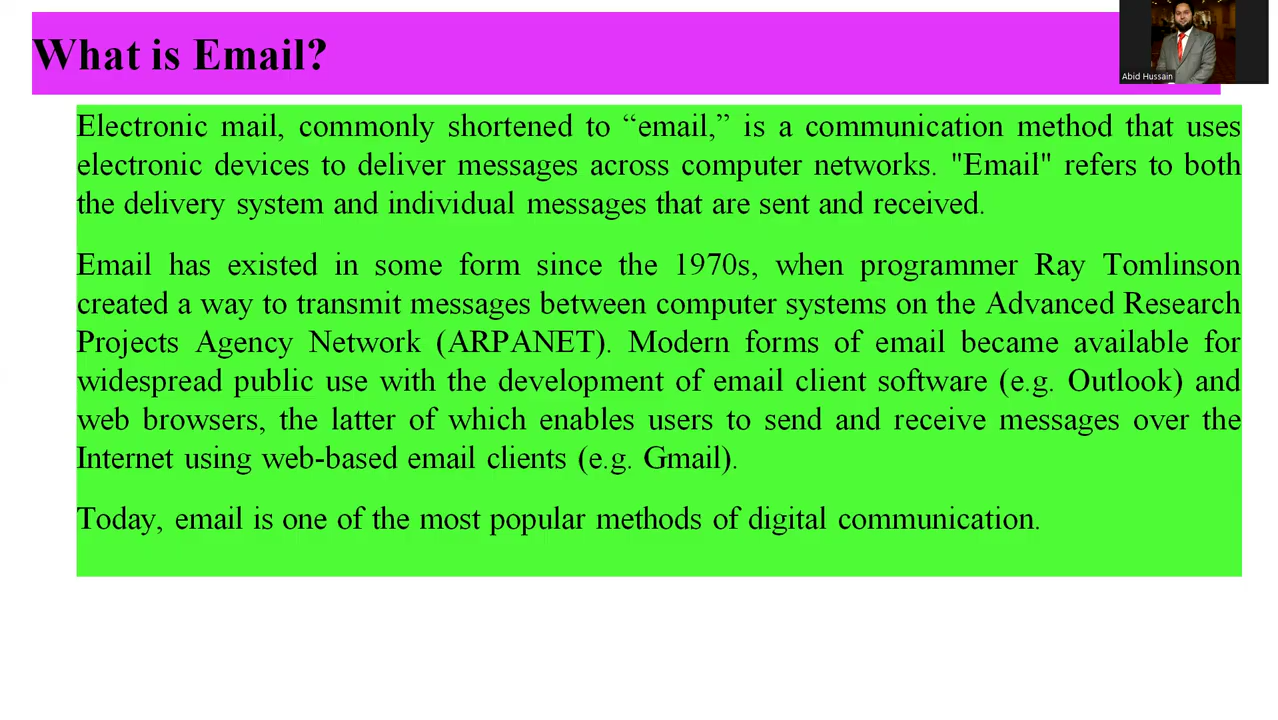 What is Email?
Abid Hussain
Electronic mail, commonly shortened to “email,” is a communication method that uses
electronic devices to deliver messages across computer networks. "Email" refers to both
the delivery system and individual messages that are sent and received.
Email has existed in some form since the 1970s, when programmer Ray Tomlinson
created a way to transmit messages between computer systems on the Advanced Research
Projects Agency Network (ARPANET). Modern forms of email became available for
widespread public use with the development of email client software (e.g. Outlook) and
web browsers, the latter of which enables users to send and receive messages over the
Internet using web-based email clients (e.g. Gmail).
Today, email is one of the most popular methods of digital communication.